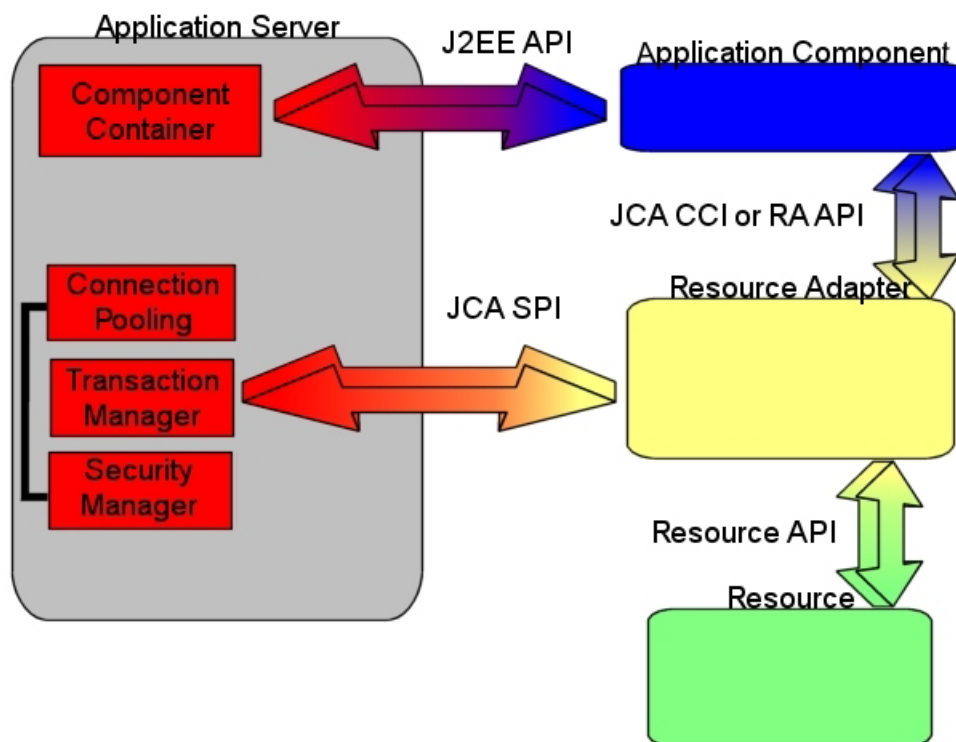 Application Server
J2EE API
Application Component
Component
Container
JCA CCI or RA API
Connection
Pooling
Resource Adapter
JCA SPI
Transaction
Manager
Security
Manager
Resource API
Resource